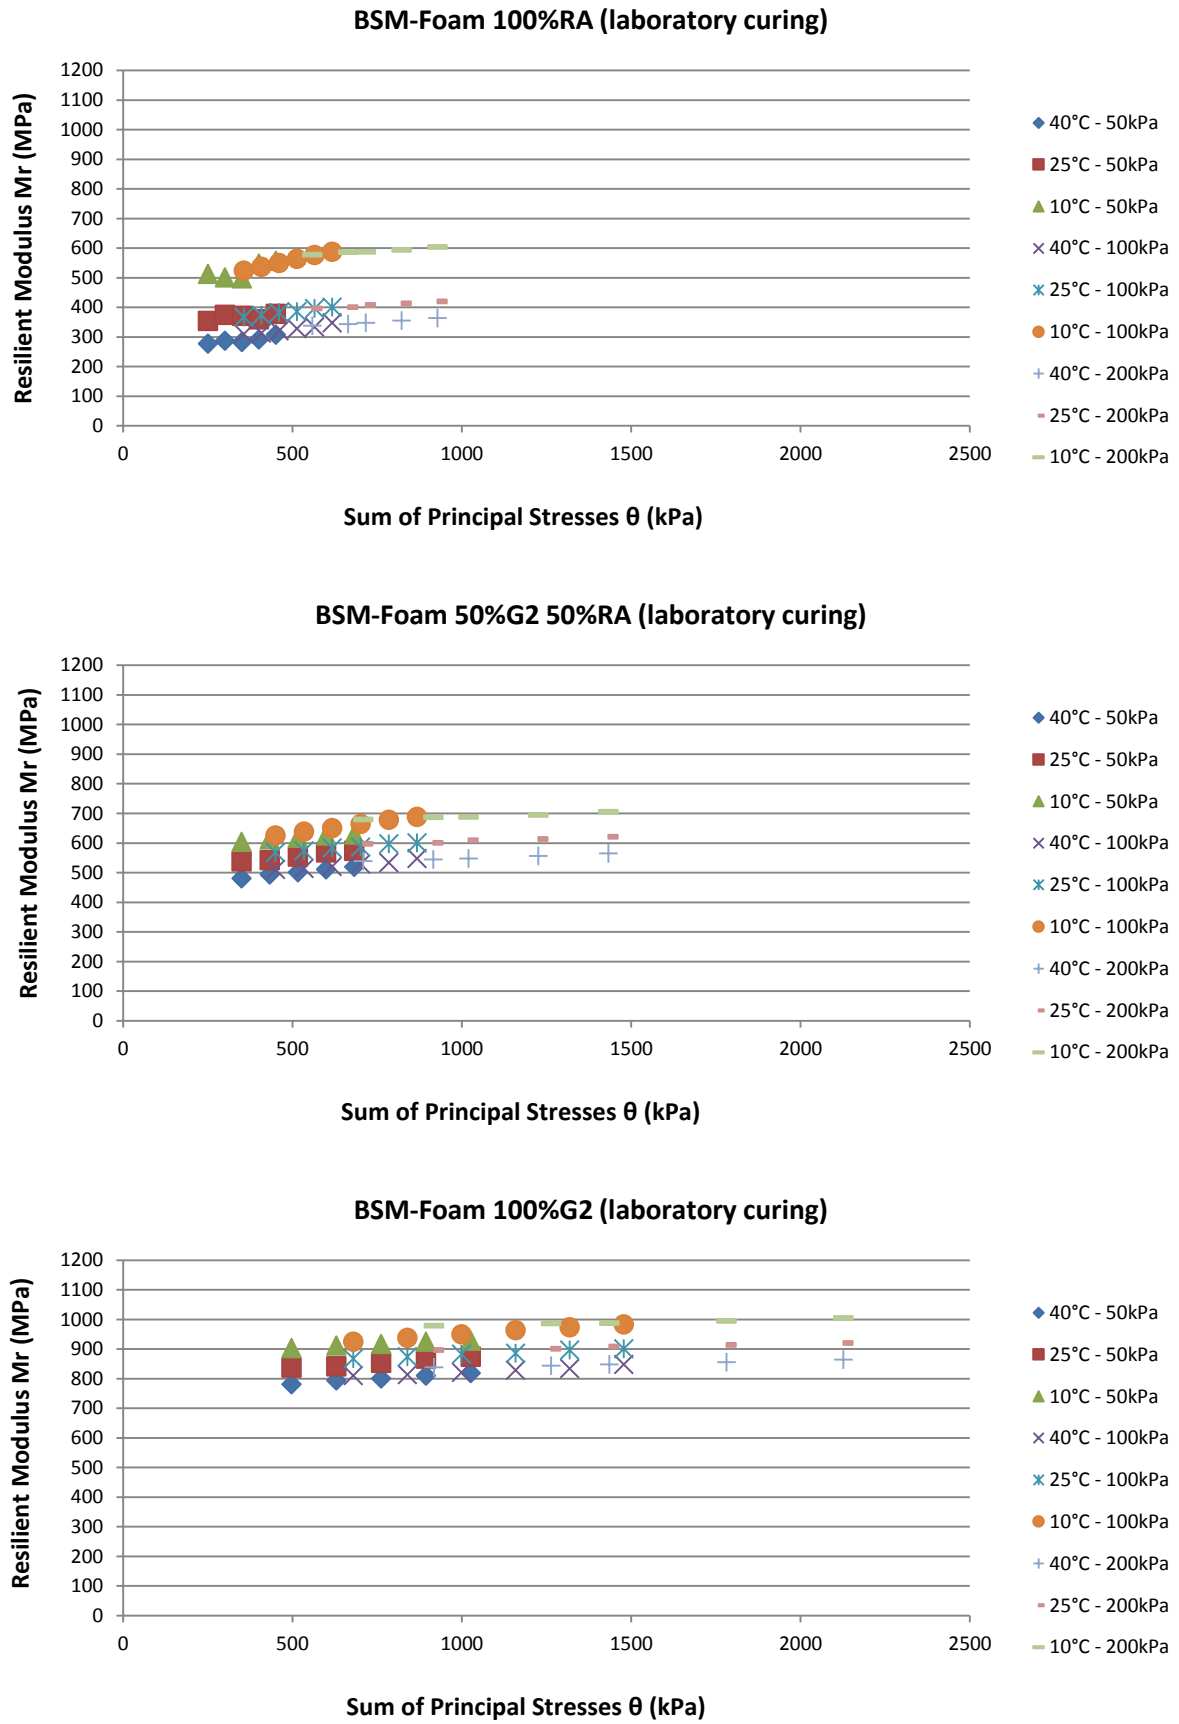 BSM-Foam 100%RA (laboratory curing)
Resilient Modulus Mr (MPa)
1200
1100
1000
900
800
700
600
500
400
300
200
100
0
0 500 1000 1500 2000 2500
Sum of Principal Stresses θ (kPa)
40°C - 50kPa
25°C - 50kPa
10°C - 50kPa
40°C - 100kPa
25°C - 100kPa
10°C - 100kPa
40°C - 200kPa
25°C - 200kPa
10°C - 200kPa
BSM-Foam 50%G2 50%RA (laboratory curing)
Resilient Modulus Mr (MPa)
1200
1100
1000
900
800
700
600
500
400
300
200
100
0
0 500 1000 1500 2000 2500
Sum of Principal Stresses θ (kPa)
40°C - 50kPa
25°C - 50kPa
10°C - 50kPa
40°C - 100kPa
25°C - 100kPa
10°C - 100kPa
40°C - 200kPa
25°C - 200kPa
10°C - 200kPa
BSM-Foam 100%G2 (laboratory curing)
Resilient Modulus Mr (MPa)
1200
1100
1000
900
800
700
600
500
400
300
200
100
0
0 500 1000 1500 2000 2500
Sum of Principal Stresses θ (kPa)
40°C - 50kPa
25°C - 50kPa
10°C - 50kPa
40°C - 100kPa
25°C - 100kPa
10°C - 100kPa
40°C - 200kPa
25°C - 200kPa
10°C - 200kPa